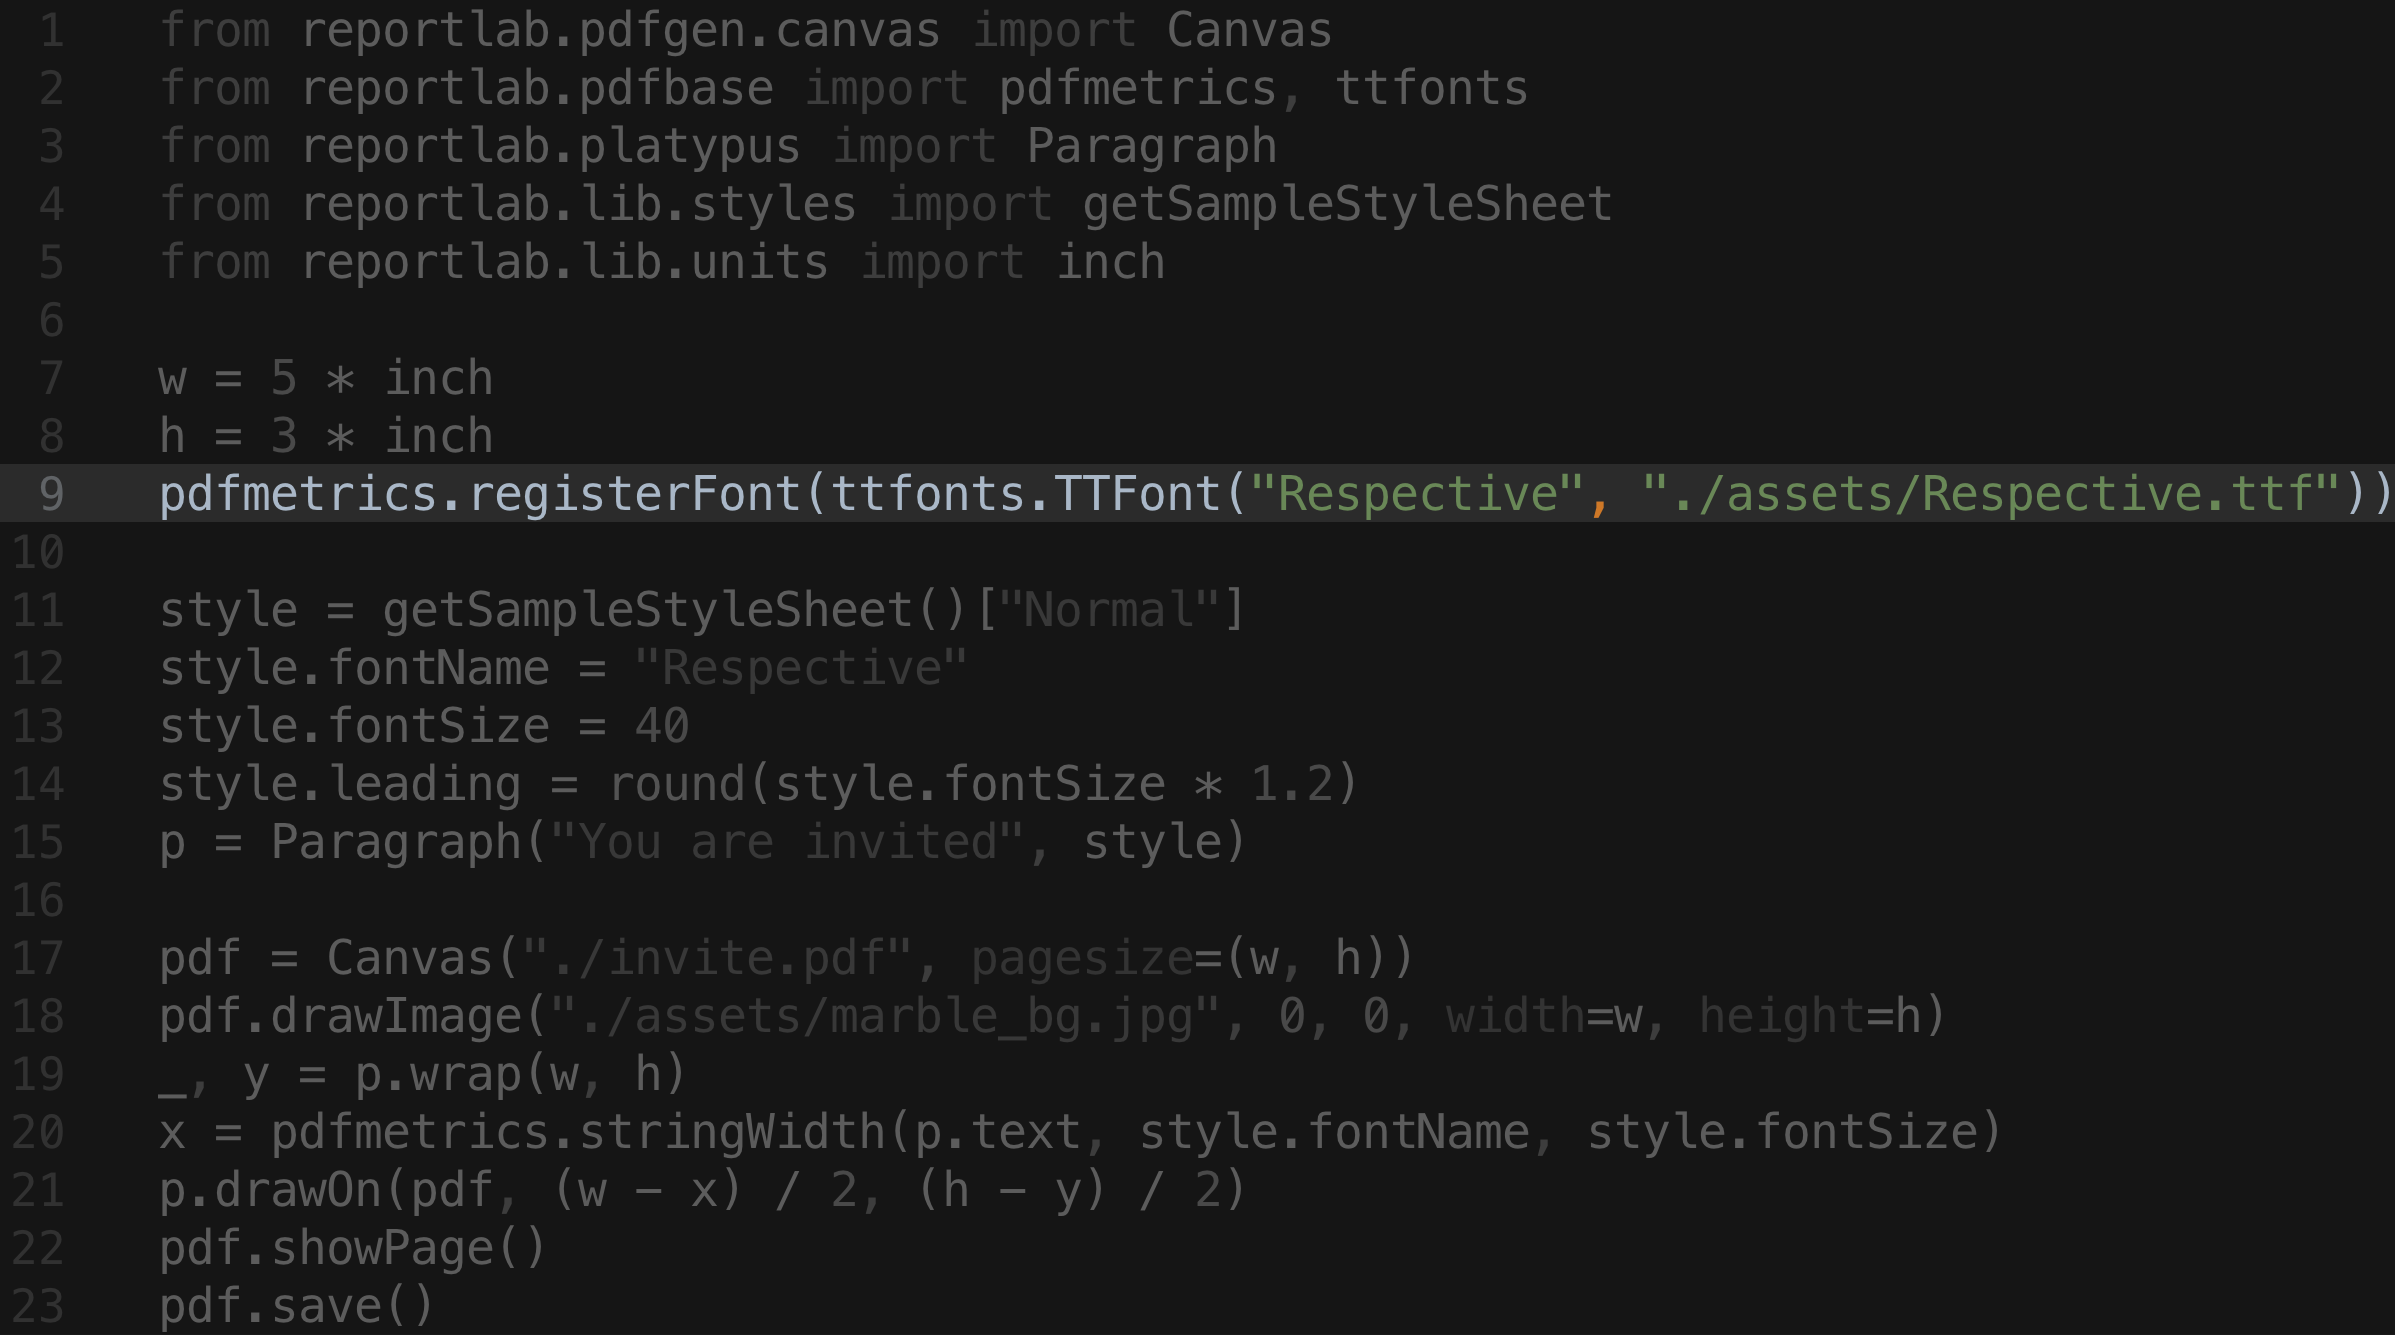 1 from reportlab.pdfgen.canvas import Canvas
2 from reportlab.pdfbase import pdfmetrics, ttfonts
3 from reportlab.platypus import Paragraph
4 from reportlab.lib.styles import getSampleStyleSheet
5 from reportlab.lib.units import inch
6
7 w = 5 * inch
8 h = 3 * inch
9 pdfmetrics.registerFont(ttfonts.TTFont("Respective", "./assets/Respective.ttf"))
10
11 style = getSampleStyleSheet()["Normal"]
12 style.fontName = "Respective"
13 style.fontSize = 40
14 style.leading = round(style.fontSize * 1.2)
15 p = Paragraph("You are invited", style)
16
17 pdf = Canvas("./invite.pdf", pagesize=(w, h))
18 pdf.drawImage("./assets/marble_bg.jpg", 0, 0, width=w, height=h)
19 _, y = p.wrap(w, h)
20 x = pdfmetrics.stringWidth(p.text, style.fontName, style.fontSize)
21 p.drawOn(pdf, (w - x) / 2, (h - y) / 2)
22 pdf.showPage()
23 pdf.save()